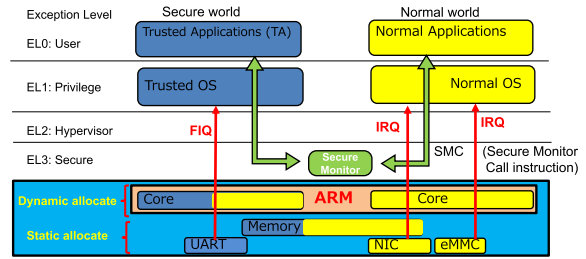 Exception Level
Secure world
Normal world
EL0: User
Trusted Applications (TA)
Normal Applications
EL1: Privilege
Trusted OS
Normal OS
EL2: Hypervisor
FIQ
IRQ
IRQ
EL3: Secure
Secure
Monitor
SMC
(Secure Monitor
Call instruction)
Dynamic allocate
Core
ARM
Core
Static allocate
Memory
UART
NIC
eMMC